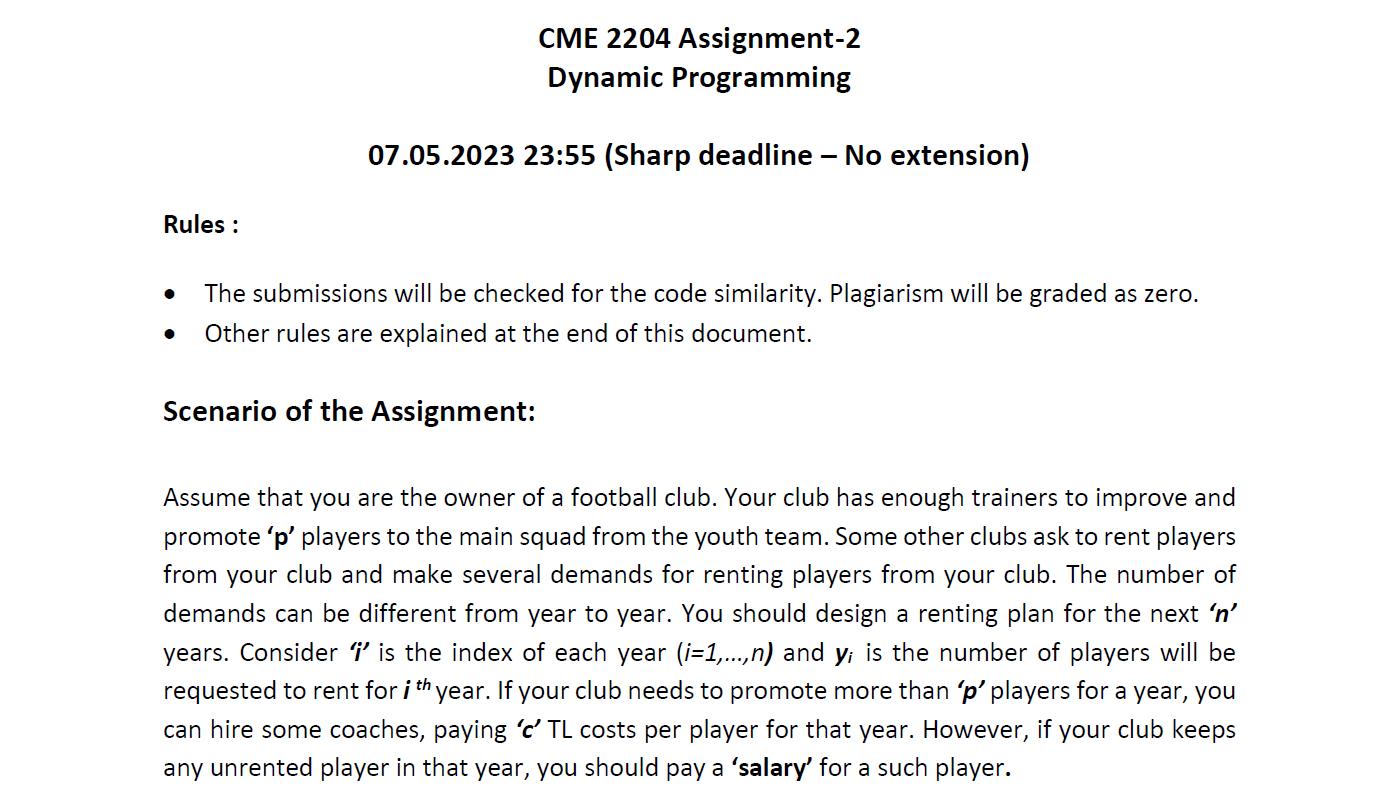 CME 2204 Assignment-2
Dynamic Programming
07.05.2023 23:55 (Sharp deadline – No extension)
Rules :
• The submissions will be checked for the code similarity. Plagiarism will be graded as zero.
• Other rules are explained at the end of this document.
Scenario of the Assignment:
Assume that you are the owner of a football club. Your club has enough trainers to improve and
promote ‘p’ players to the main squad from the youth team. Some other clubs ask to rent players
from your club and make several demands for renting players from your club. The number of
demands can be different from year to year. You should design a renting plan for the next ‘n’
years. Consider ‘i’ is the index of each year (i=1,…,n) and yi is the number of players will be
requested to rent for i th year. If your club needs to promote more than ‘p’ players for a year, you
can hire some coaches, paying ‘c’ TL costs per player for that year. However, if your club keeps
any unrented player in that year, you should pay a ‘salary’ for a such player.